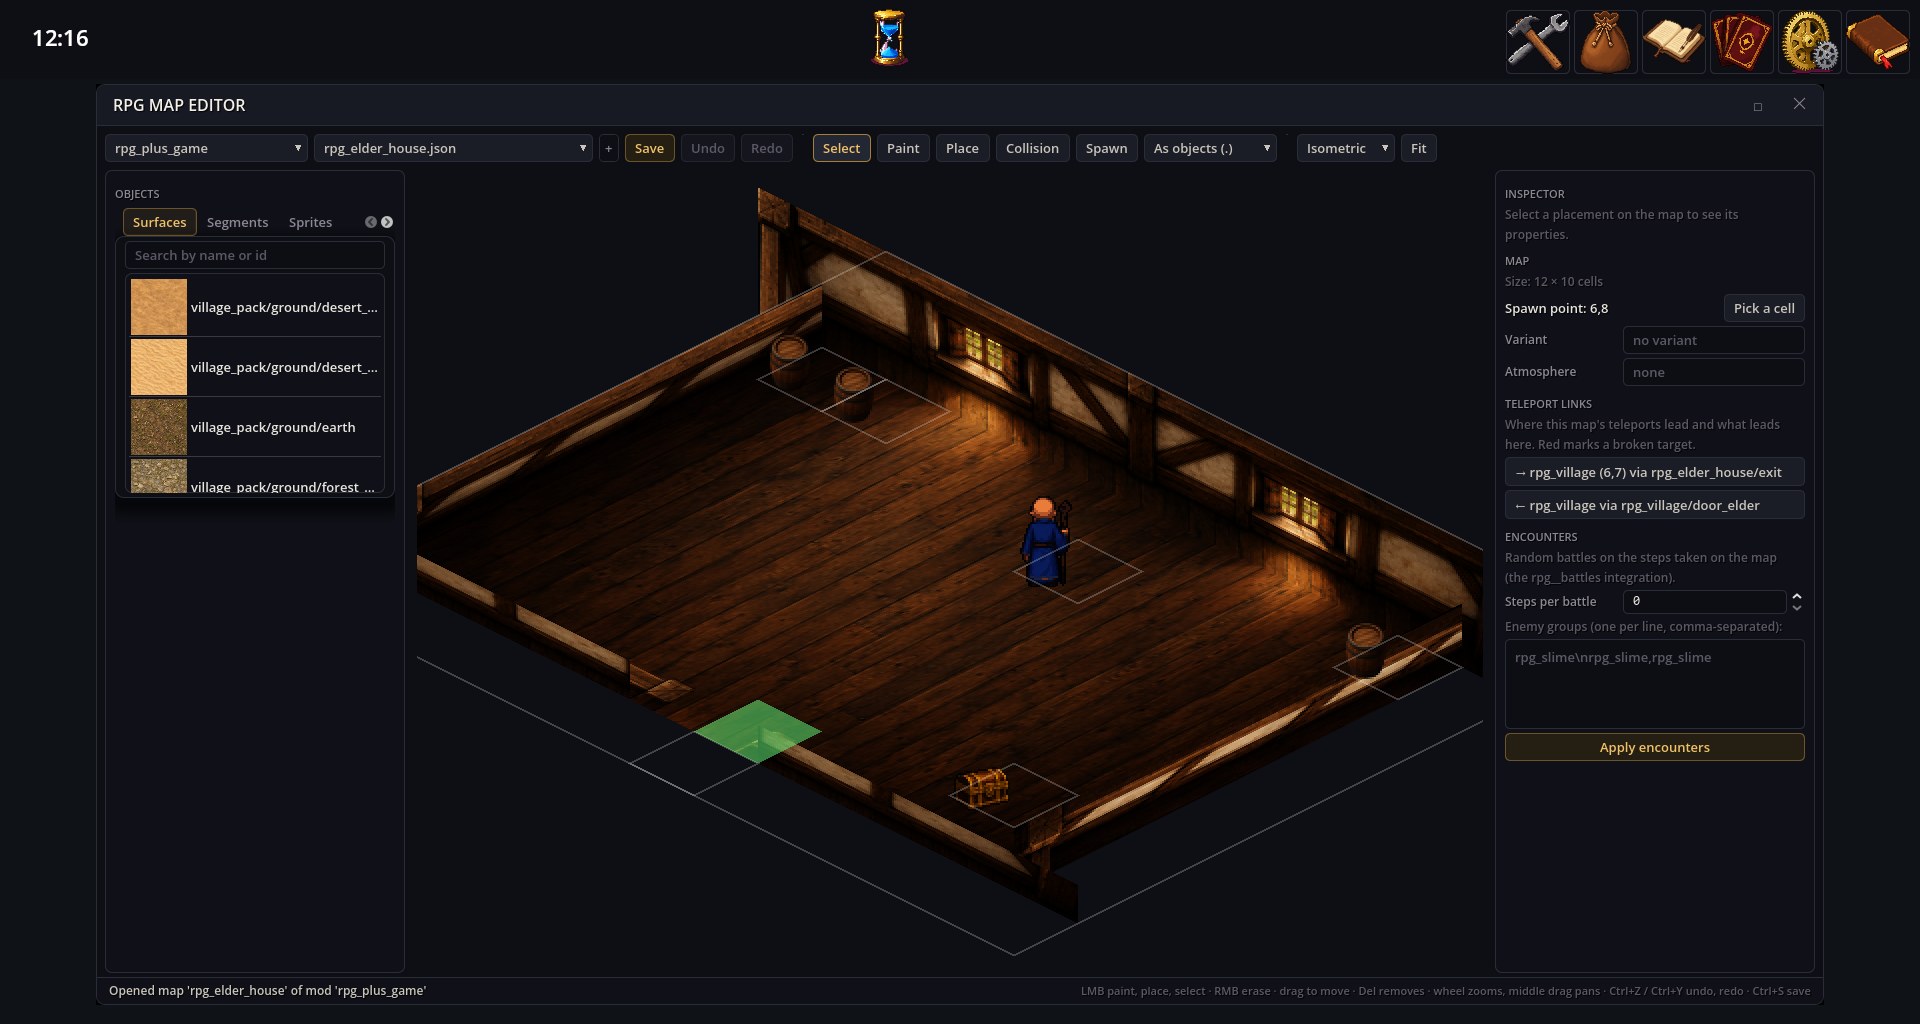 12:16
RPG MAP EDITOR
rpg_plus_game
rpg_elder_house.json
+
Save
Undo
Redo
Select
Paint
Place
Collision
Spawn
As objects (.)
Isometric
Fit
OBJECTS
Surfaces
Segments
Sprites
Search by name or id
village_pack/ground/desert_...
village_pack/ground/desert_...
village_pack/ground/earth
village_pack/ground/forest_...
INSPECTOR
Select a placement on the map to see its
properties.
MAP
Size: 12 × 10 cells
Spawn point: 6,8
Pick a cell
Variant
no variant
Atmosphere
none
TELEPORT LINKS
Where this map's teleports lead and what leads
here. Red marks a broken target.
→ rpg_village (6,7) via rpg_elder_house/exit
← rpg_village via rpg_village/door_elder
ENCOUNTERS
Random battles on the steps taken on the map
(the rpg__battles integration).
Steps per battle
0
Enemy groups (one per line, comma-separated):
rpg_slime\nrpg_slime,rpg_slime
Apply encounters
Opened map 'rpg_elder_house' of mod 'rpg_plus_game'
LMB paint, place, select · RMB erase · drag to move · Del removes · wheel zooms, middle drag pans · Ctrl+Z / Ctrl+Y undo, redo · Ctrl+S save